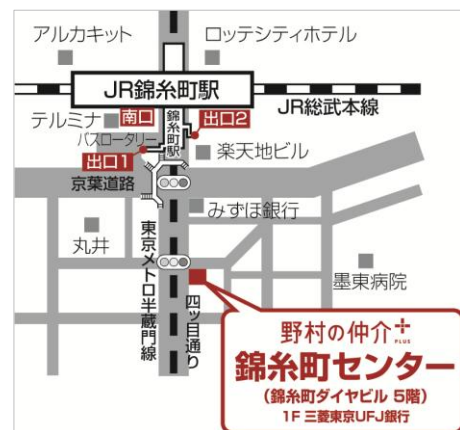 アルカキット
ロッテシティホテル
JR錦糸町駅
JR総武本線
テルミナ
南口
錦糸町駅
出口2
バスロータリー
出口1
楽天地ビル
京葉道路
みずほ銀行
丸井
東京メトロ半蔵門線
四ッ目通り
墨東病院
野村の仲介+
PLUS
錦糸町センター
(錦糸町ダイヤビル 5階)
1F 三菱東京UFJ銀行